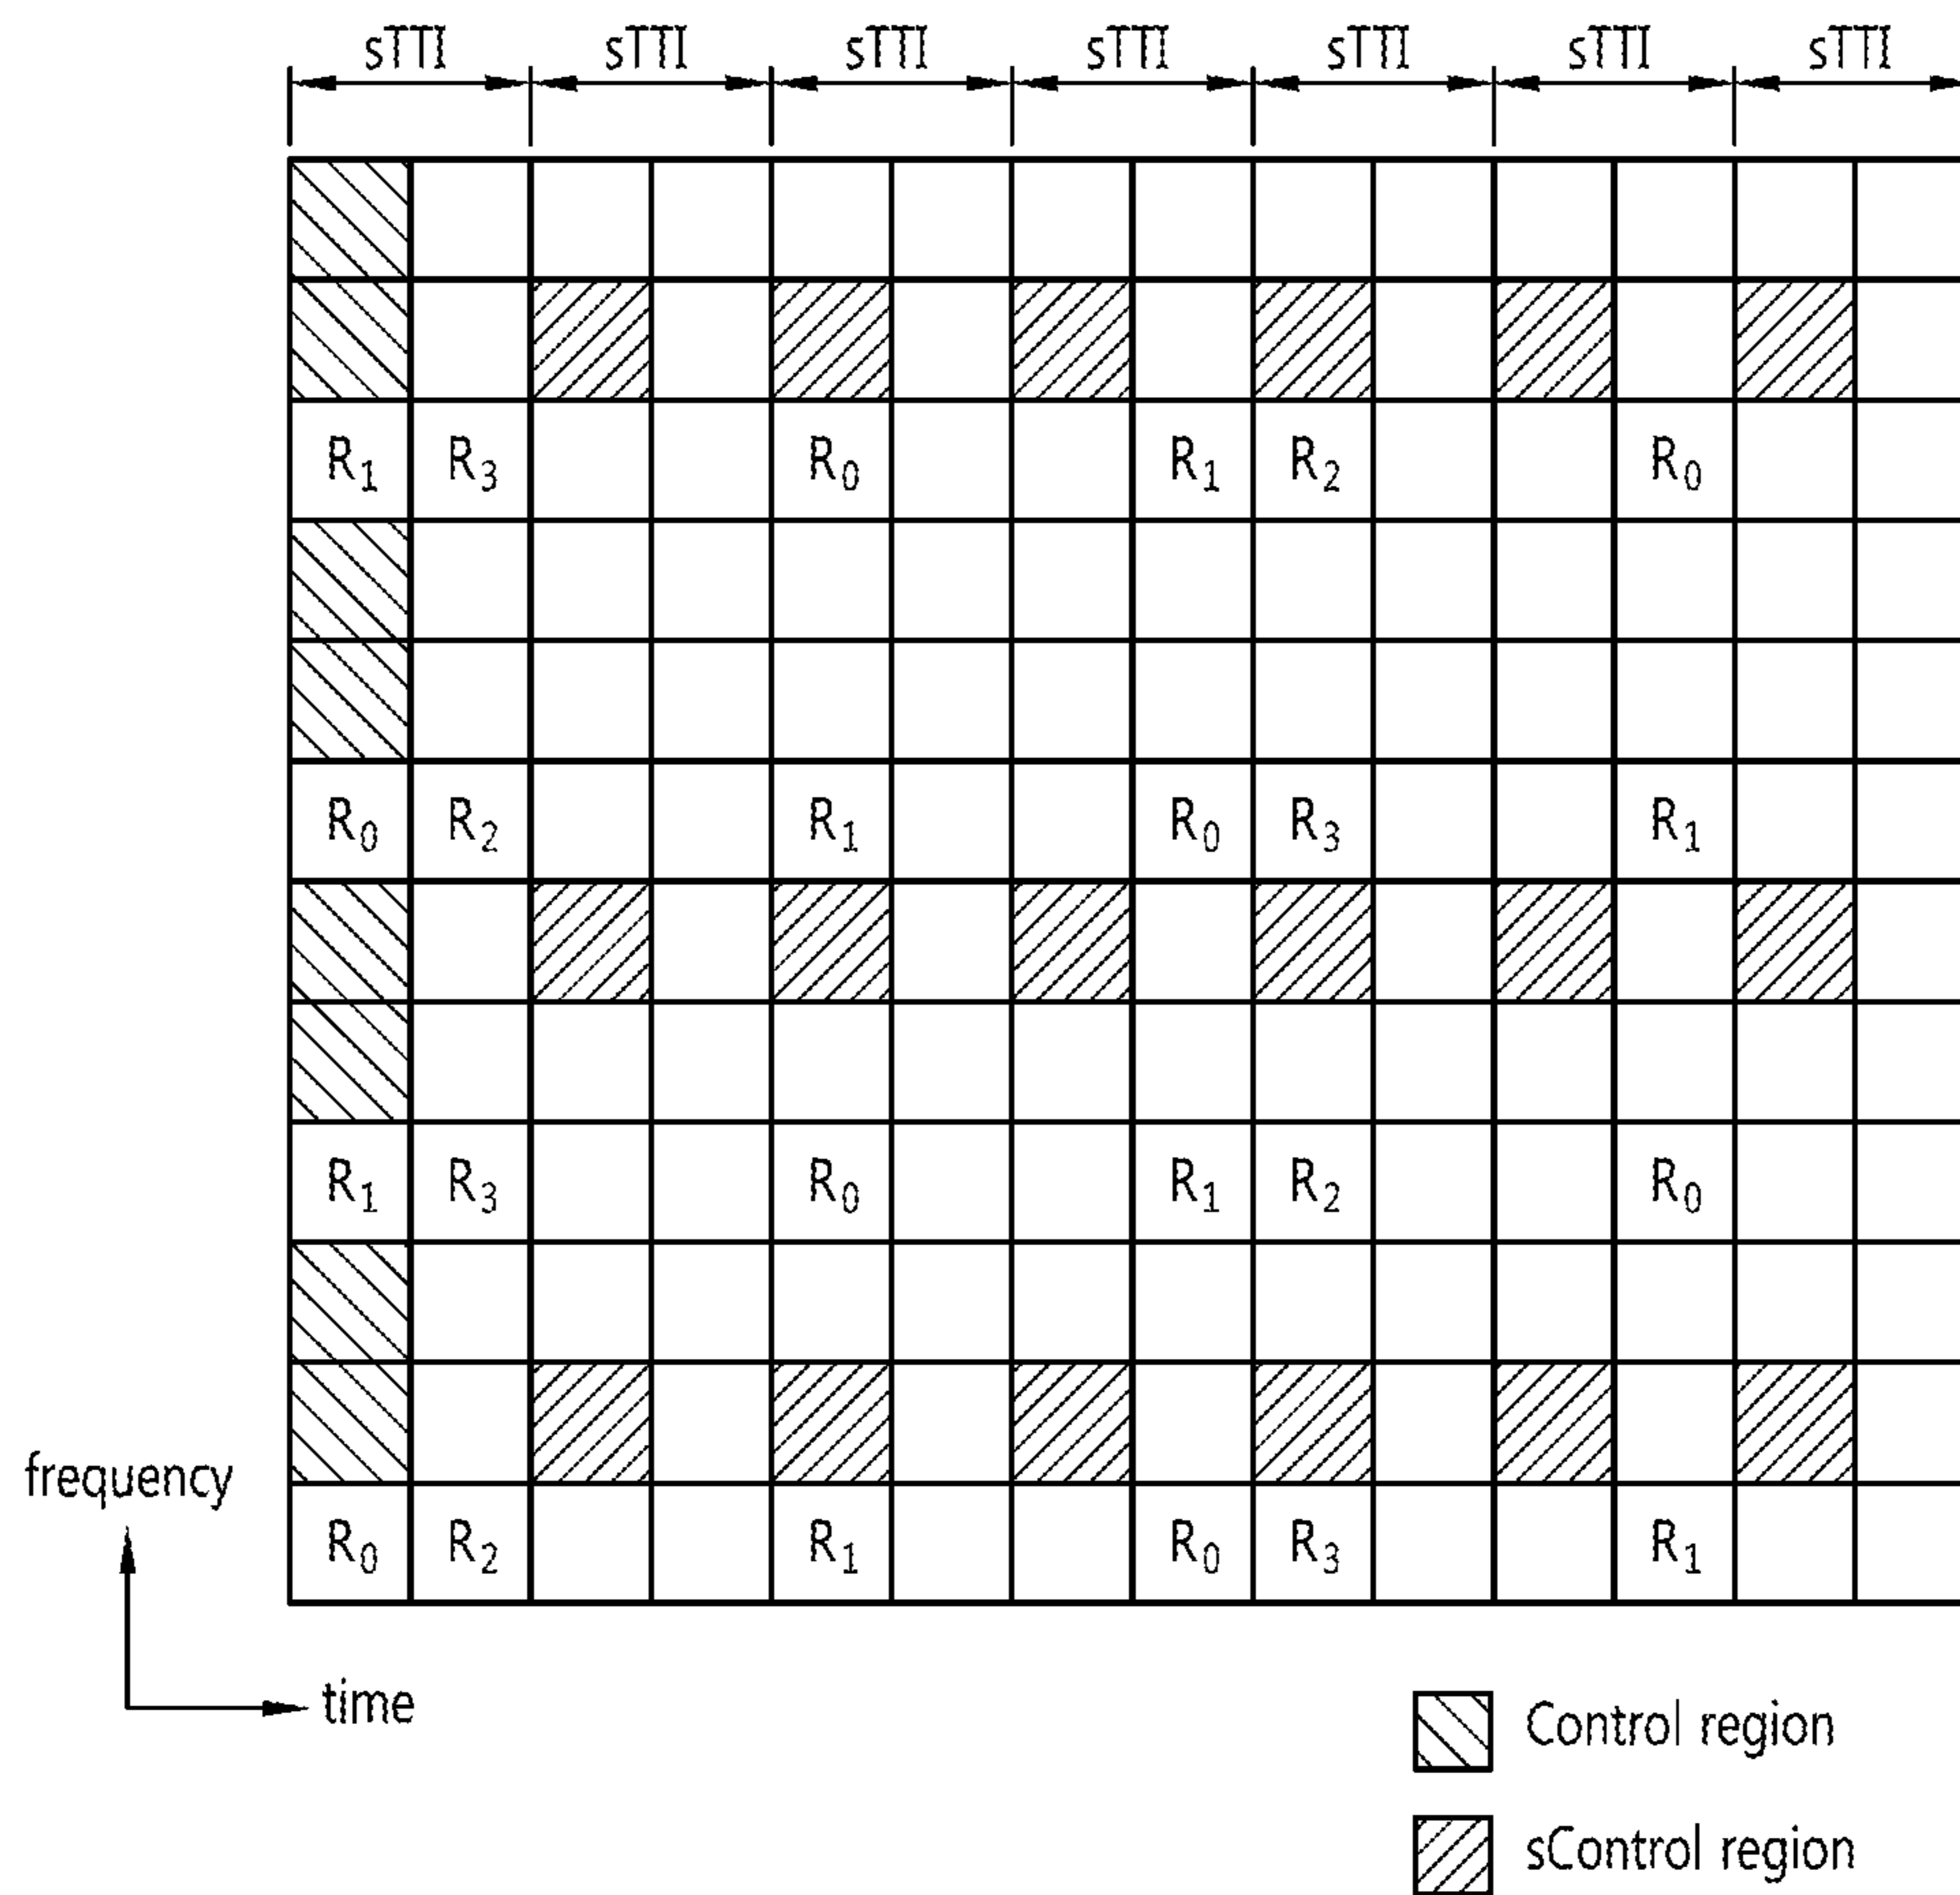 sTTI sTTI sTTI sTTI sTTI sTTI sTTI
R1 R3 R0 R1 R2 R0
R0 R2 R1 R0 R3 R1
R1 R3 R0 R1 R2 R0
R0 R2 R1 R0 R3 R1
frequency
time
Control region
sControl region